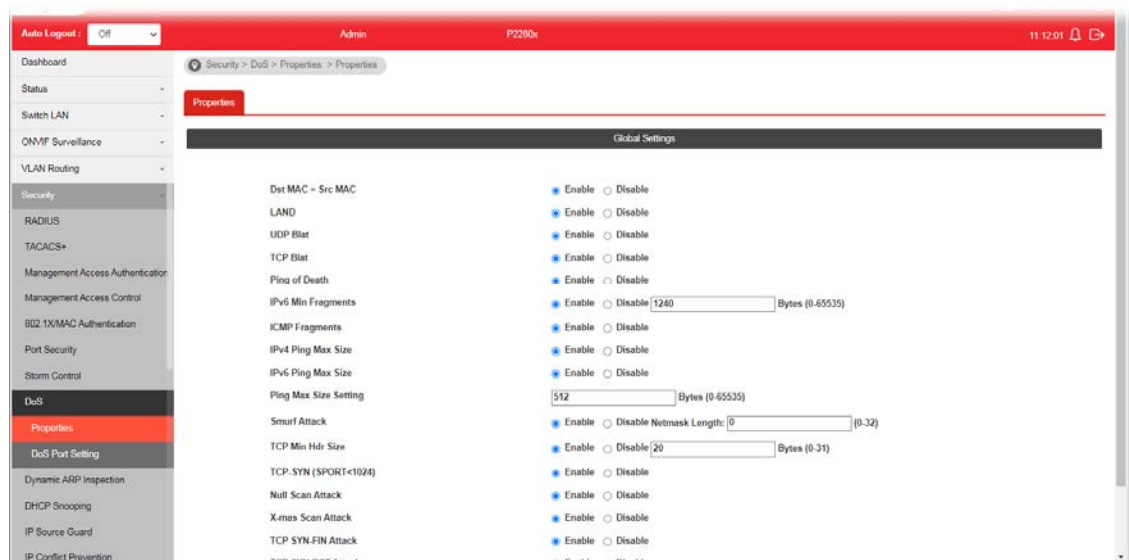 Auto Logout : Off Admin P2280x 11:12:01
Dashboard
Status
Switch LAN
ONVIF Surveillance
VLAN Routing
Security
RADIUS
TACACS+
Management Access Authentication
Management Access Control
802.1X/MAC Authentication
Port Security
Storm Control
DoS
Properties
DoS Port Setting
Dynamic ARP Inspection
DHCP Snooping
IP Source Guard
IP Conflict Prevention
Security > DoS > Properties > Properties
Properties
Global Settings
Dst MAC = Src MAC Enable Disable
LAND Enable Disable
UDP Blat Enable Disable
TCP Blat Enable Disable
Ping of Death Enable Disable
IPv6 Min Fragments Enable Disable 1240 Bytes (0-65535)
ICMP Fragments Enable Disable
IPv4 Ping Max Size Enable Disable
IPv6 Ping Max Size Enable Disable
Ping Max Size Setting 512 Bytes (0-65535)
Smurf Attack Enable Disable Netmask Length: 0 (0-32)
TCP Min Hdr Size Enable Disable 20 Bytes (0-31)
TCP-SYN (SPORT<1024) Enable Disable
Null Scan Attack Enable Disable
X-mas Scan Attack Enable Disable
TCP SYN-FIN Attack Enable Disable